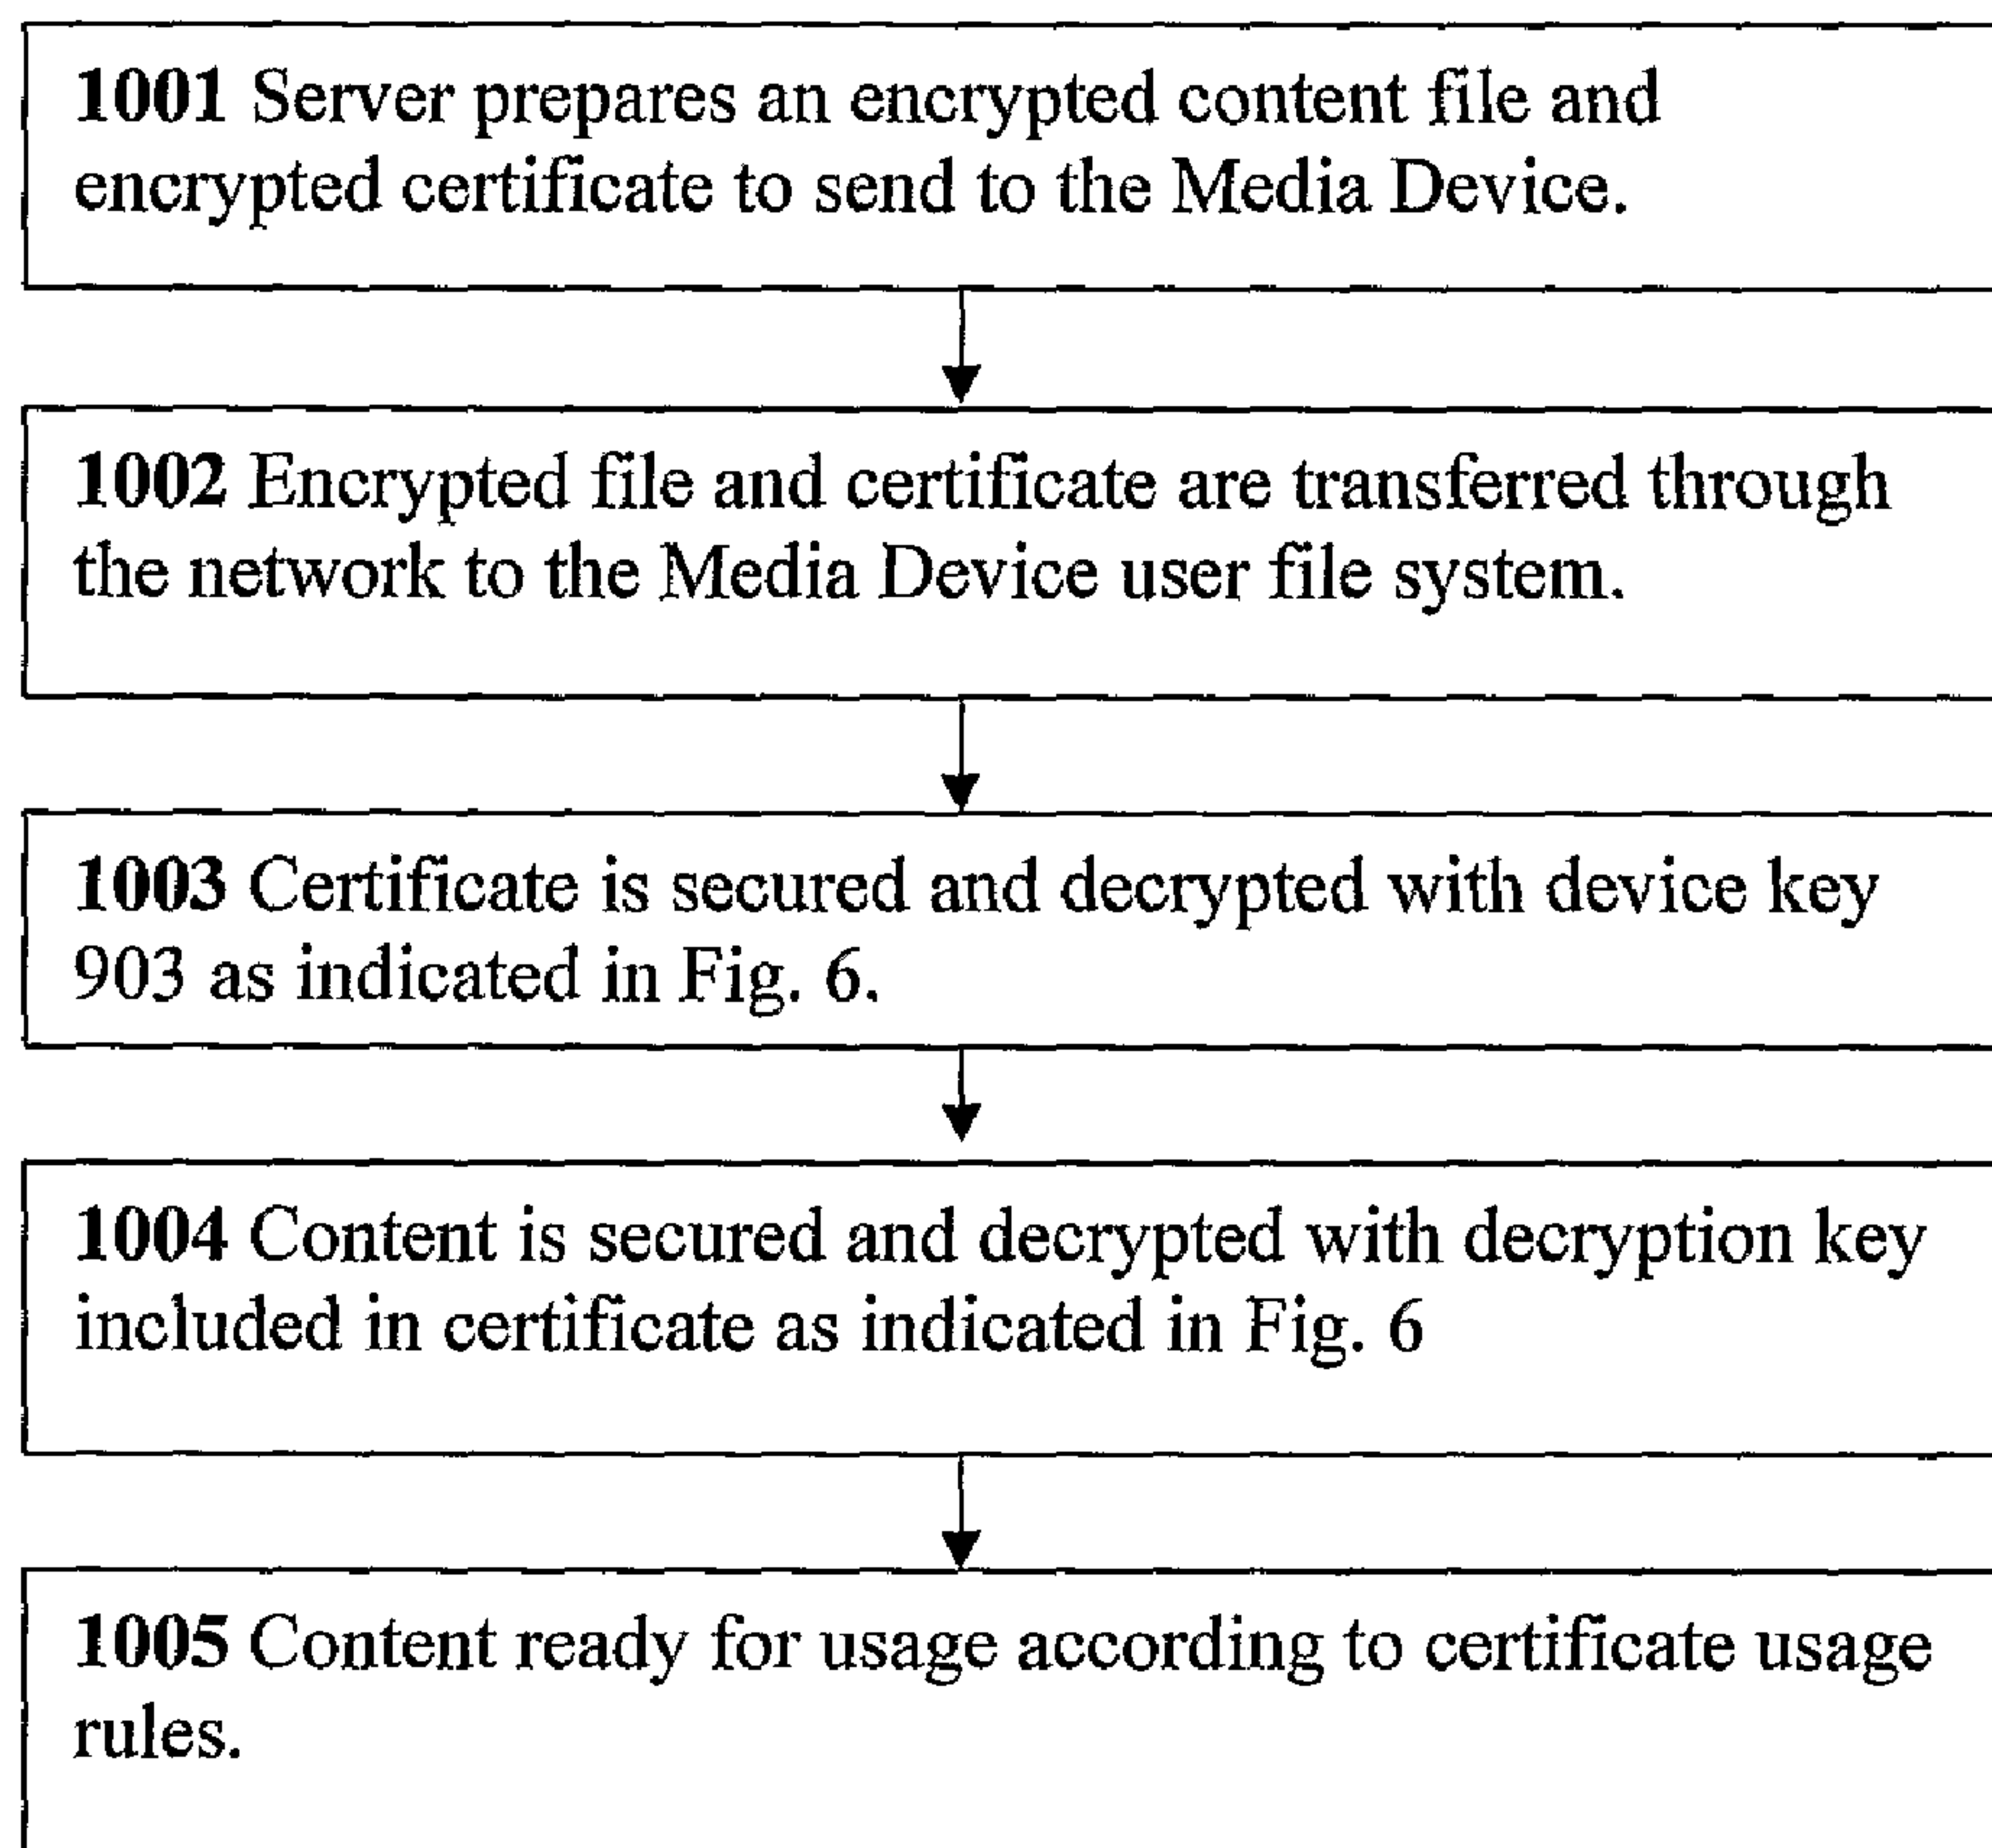 1001 Server prepares an encrypted content file and
encrypted certificate to send to the Media Device.
1002 Encrypted file and certificate are transferred through
the network to the Media Device user file system.
1003 Certificate is secured and decrypted with device key
903 as indicated in Fig. 6.
1004 Content is secured and decrypted with decryption key
included in certificate as indicated in Fig. 6
1005 Content ready for usage according to certificate usage
rules.